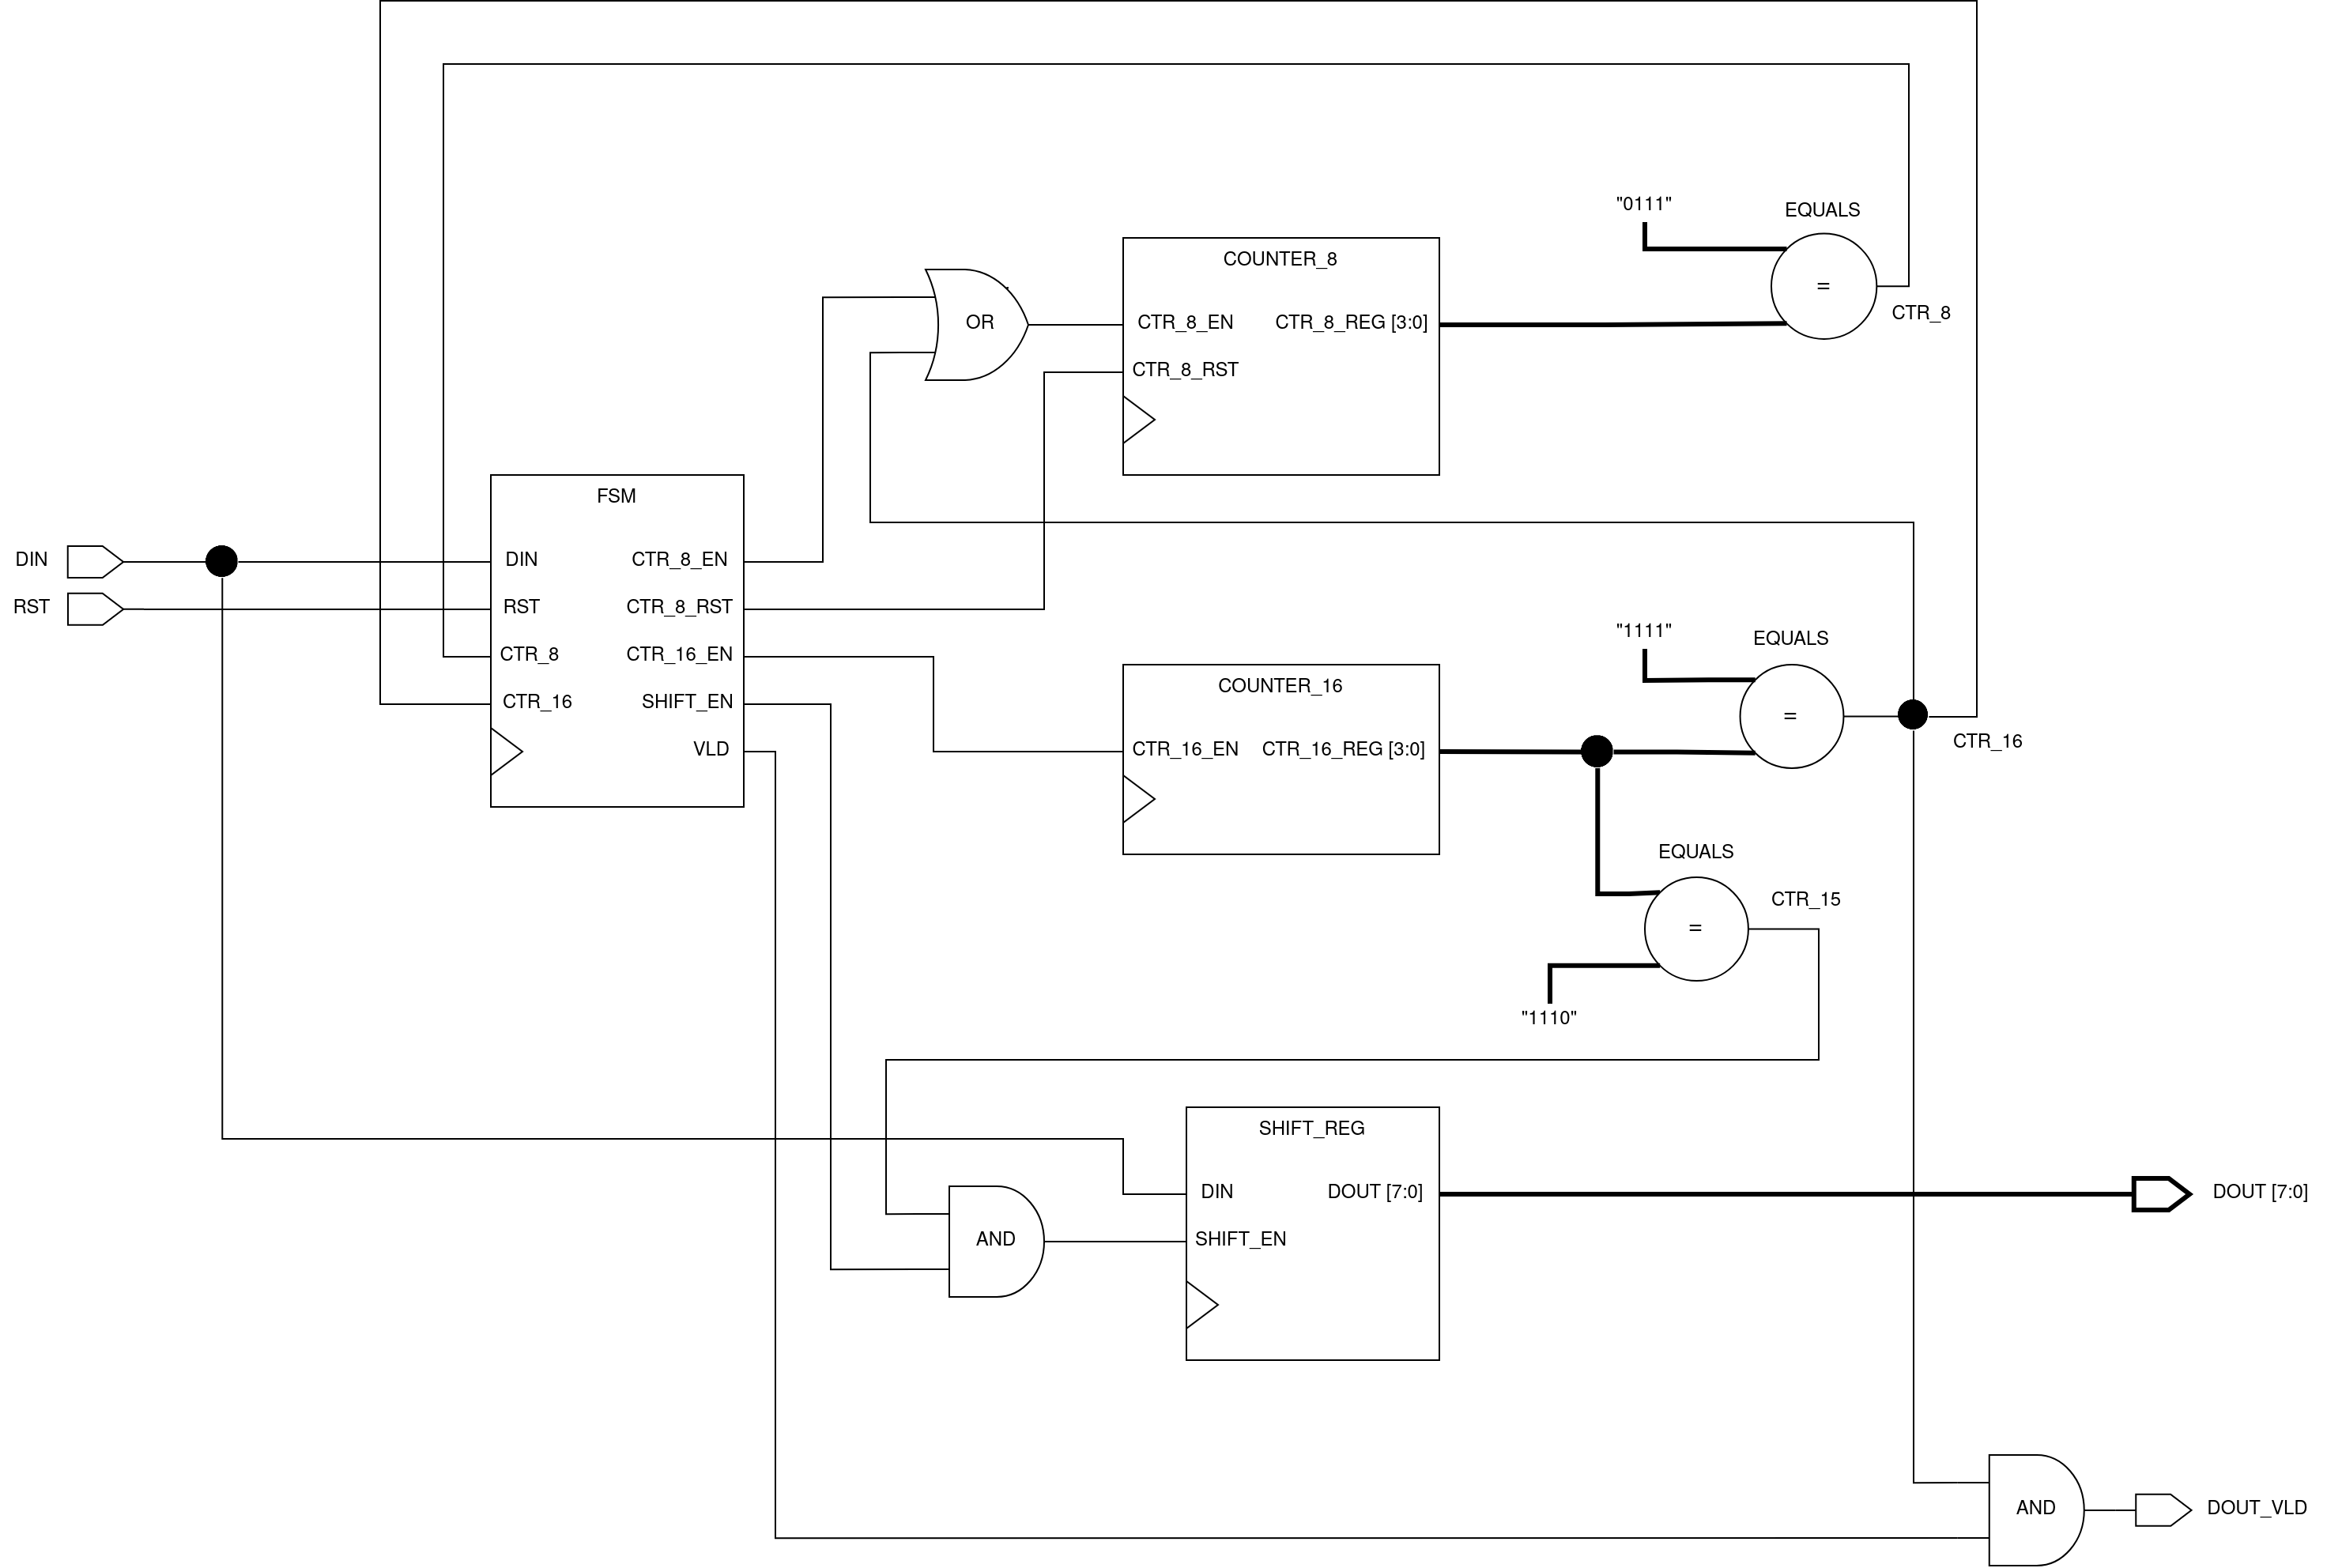 "0111"
EQUALS
=
CTR_8
COUNTER_8
CTR_8_EN CTR_8_REG [3:0]
CTR_8_RST
OR
FSM
DIN CTR_8_EN
RST CTR_8_RST
CTR_8 CTR_16_EN
CTR_16 SHIFT_EN
VLD
DIN
RST
"1111"
EQUALS
=
CTR_16
COUNTER_16
CTR_16_EN CTR_16_REG [3:0]
EQUALS
=
CTR_15
"1110"
SHIFT_REG
DIN DOUT [7:0]
SHIFT_EN
AND
DOUT [7:0]
AND
DOUT_VLD